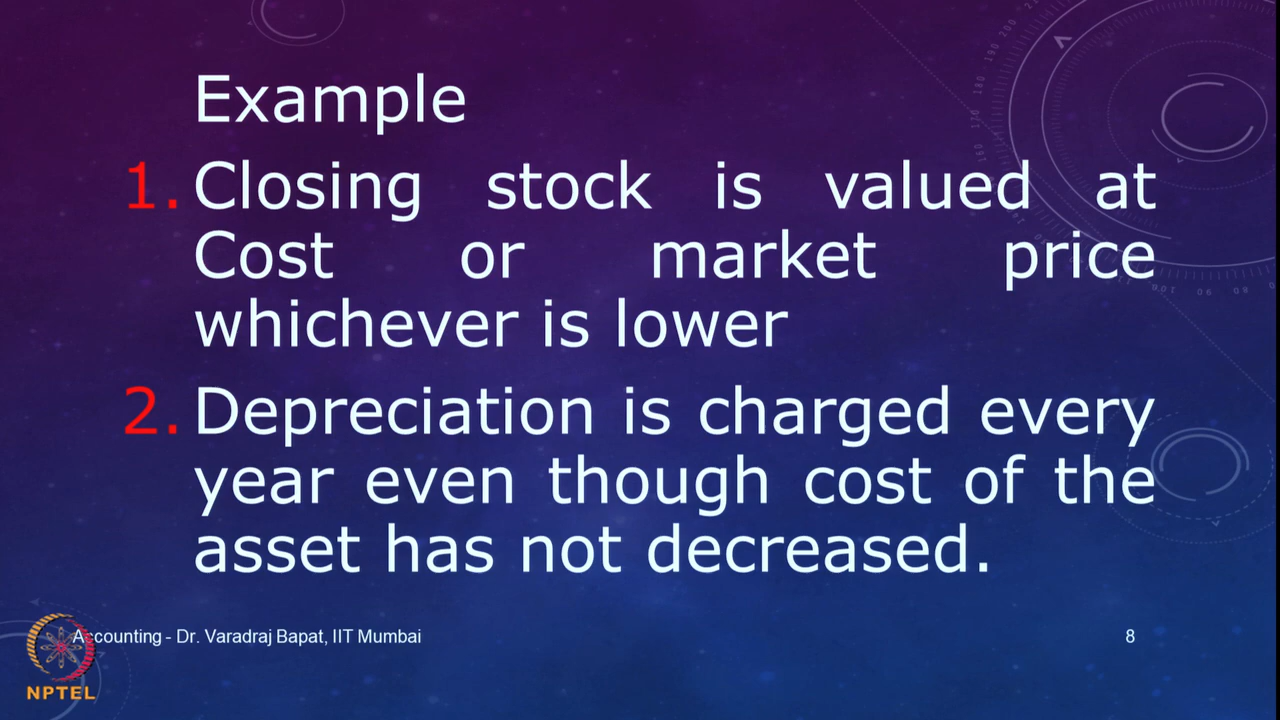 Example
1. Closing stock is valued at
Cost or market price
whichever is lower
2. Depreciation is charged every
year even though cost of the
asset has not decreased.
Accounting - Dr. Varadraj Bapat, IIT Mumbai 8
NPTEL